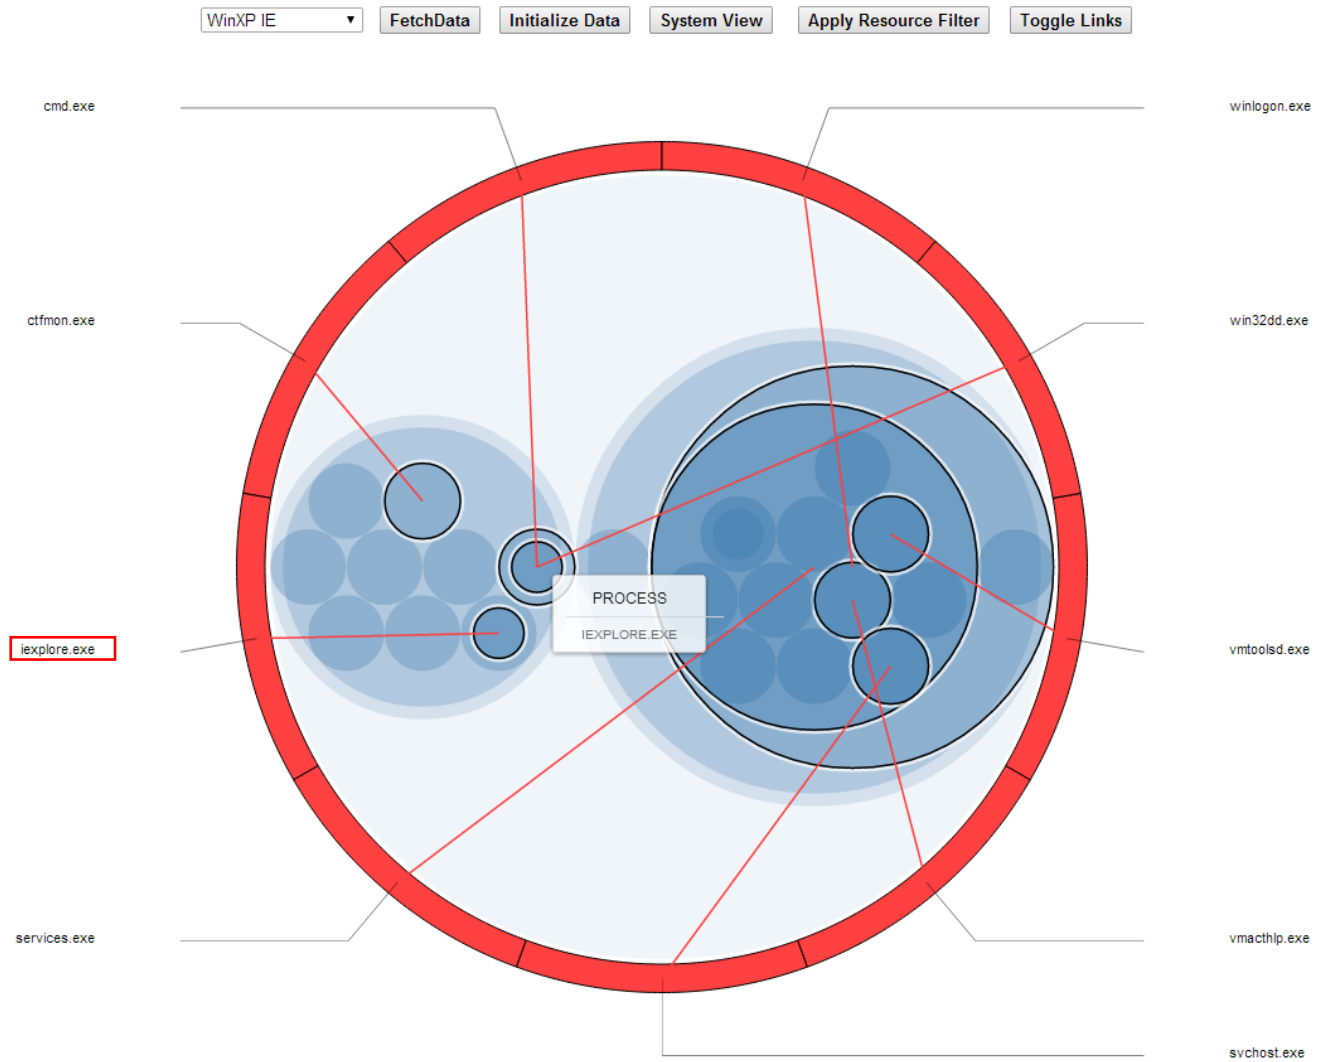 WinXP IE
FetchData
Initialize Data
System View
Apply Resource Filter
Toggle Links
cmd.exe
winlogon.exe
ctfmon.exe
win32dd.exe
PROCESS
IEXPLORE.EXE
iexplore.exe
vmtoolsd.exe
services.exe
vmacthlp.exe
svchost.exe